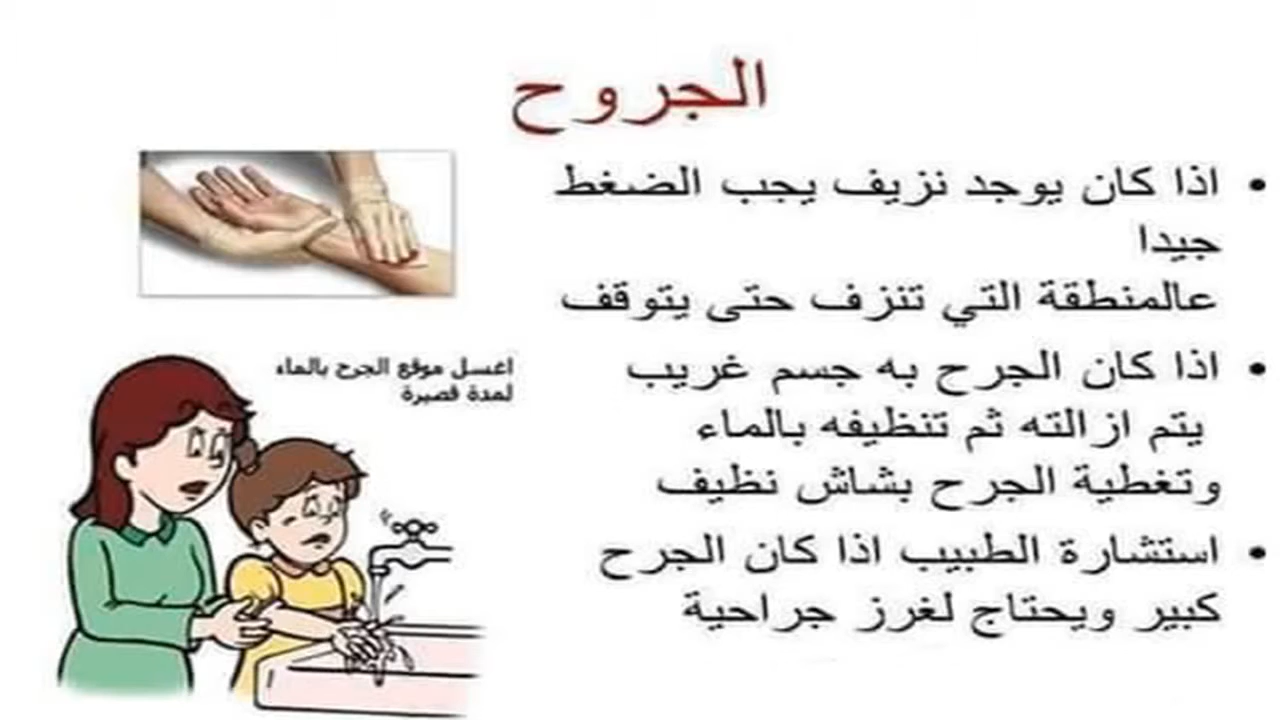 الجروح
• اذا كان يوجد نزيف يجب الضغط
جيدا
عالمنطقة التي تنزف حتى يتوقف
• اذا كان الجرح به جسم غريب
يتم ازالته ثم تنظيفه بالماء
وتغطية الجرح بشاش نظيف
• استشارة الطبيب اذا كان الجرح
كبير ويحتاج لغرز جراحية
اغسل موقع الجرح بالماء
لمدة قصيرة